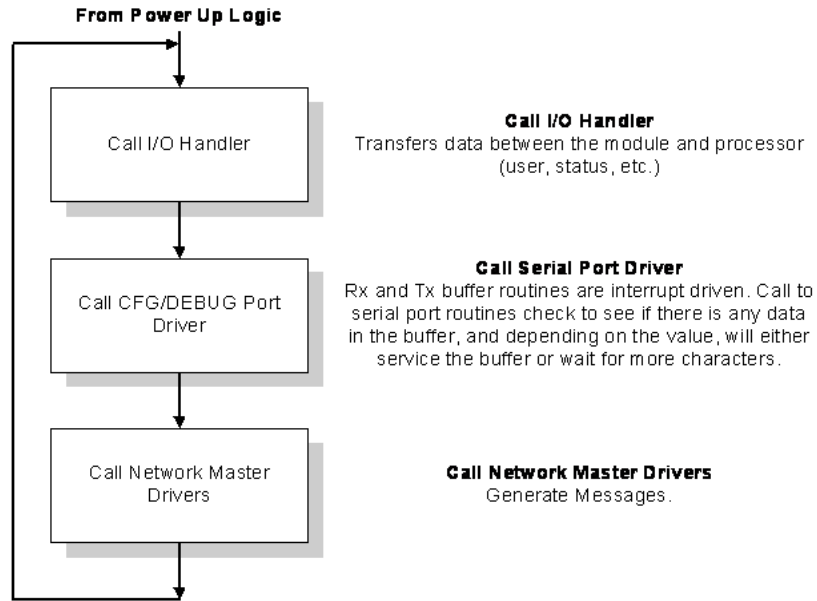 From Power Up Logic
Call I/O Handler
Call I/O Handler
Transfers data between the module and processor
(user, status, etc.)
Call CFG/DEBUG Port
Driver
Call Serial Port Driver
Rx and Tx buffer routines are interrupt driven. Call to
serial port routines check to see if there is any data
in the buffer, and depending on the value, will either
service the buffer or wait for more characters.
Call Network Master
Drivers
Call Network Master Drivers
Generate Messages.